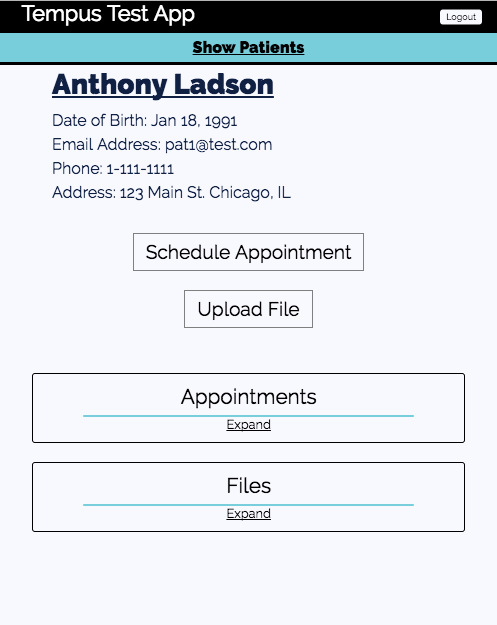 Tempus Test App
Logout
Show Patients
Anthony Ladson
Date of Birth: Jan 18, 1991
Email Address: pat1@test.com
Phone: 1-111-1111
Address: 123 Main St. Chicago, IL
Schedule Appointment
Upload File
Appointments
Expand
Files
Expand